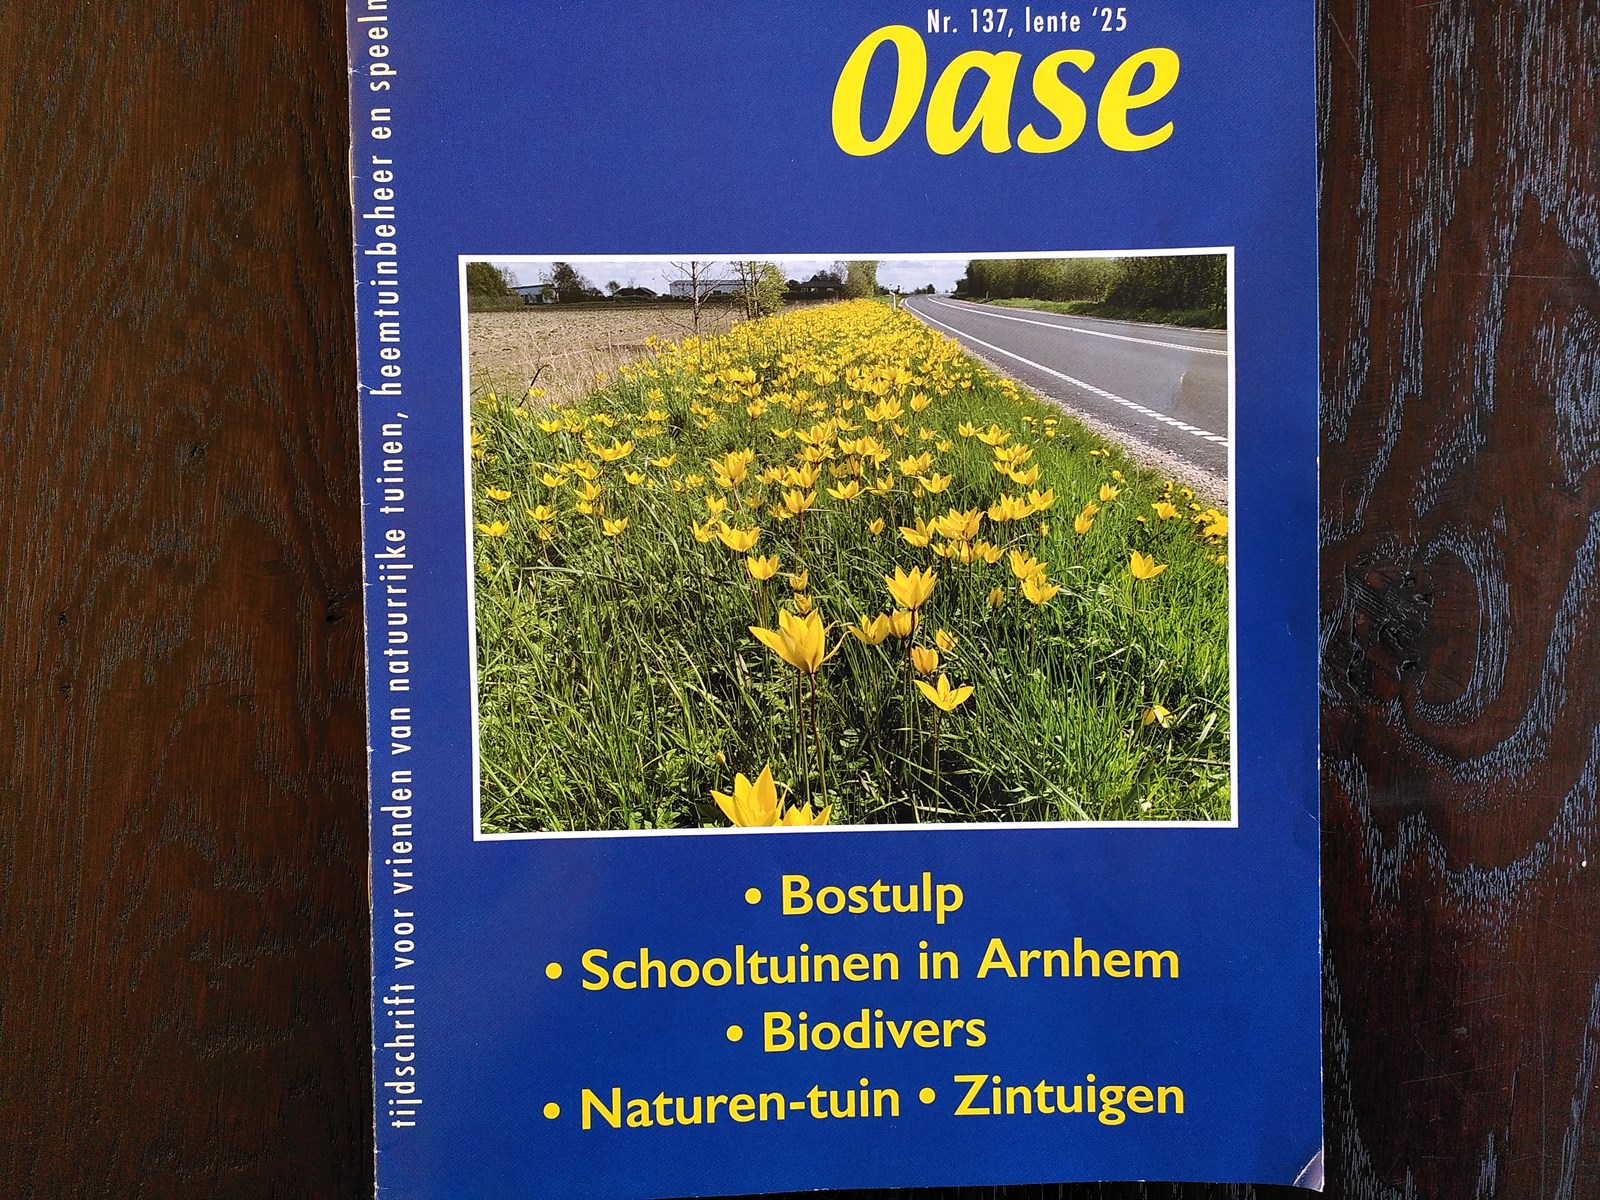 Nr. 137, lente ‘25
Oase
tijdschrift voor vrienden van natuurrijke tuinen, heemtuinbeheer en
• Bostulp
• Schooltuinen in Arnhem
• Biodivers
• Naturen-tuin • Zintuigen